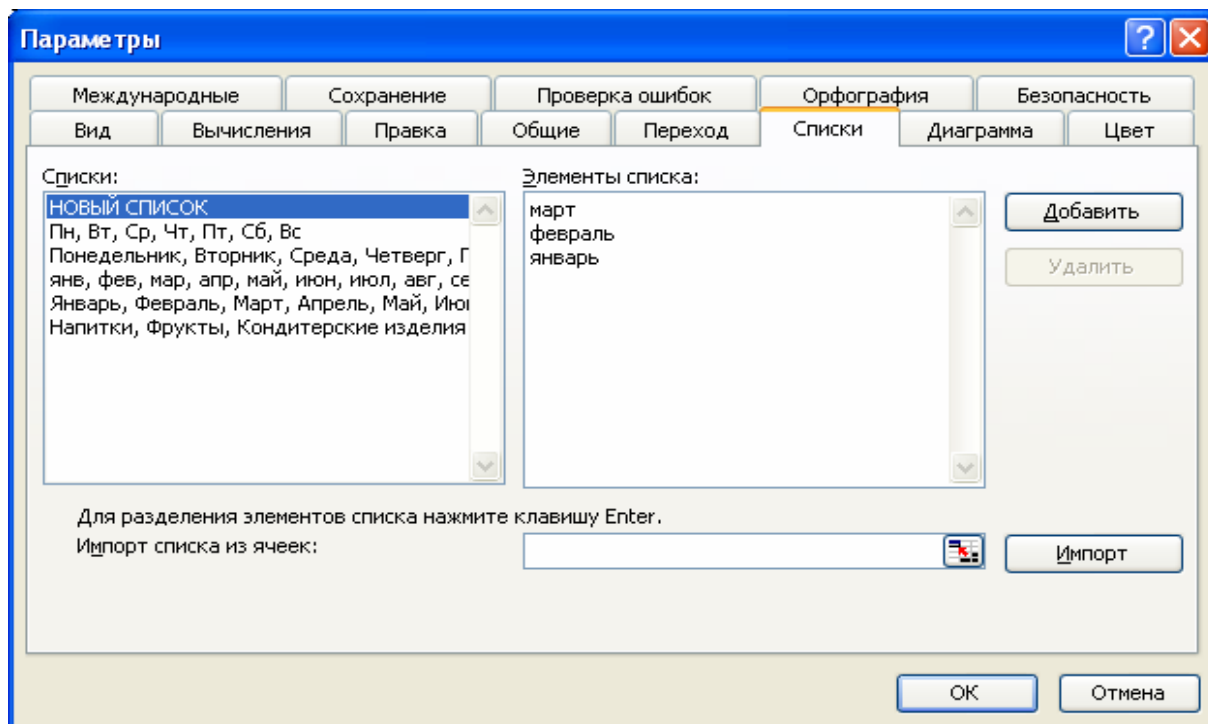 Параметры
Международные Сохранение Проверка ошибок Орфография Безопасность
Вид Вычисления Правка Общие Переход Списки Диаграмма Цвет
Списки:
НОВЫЙ СПИСОК
Пн, Вт, Ср, Чт, Пт, Сб, Вс
Понедельник, Вторник, Среда, Четверг, П
янв, фев, мар, апр, май, июн, июл, авг, се
Январь, Февраль, Март, Апрель, Май, Июн
Напитки, Фрукты, Кондитерские изделия
Элементы списка:
март
февраль
январь
Добавить
Удалить
Для разделения элементов списка нажмите клавишу Enter.
Импорт списка из ячеек:
Импорт
ОК
Отмена